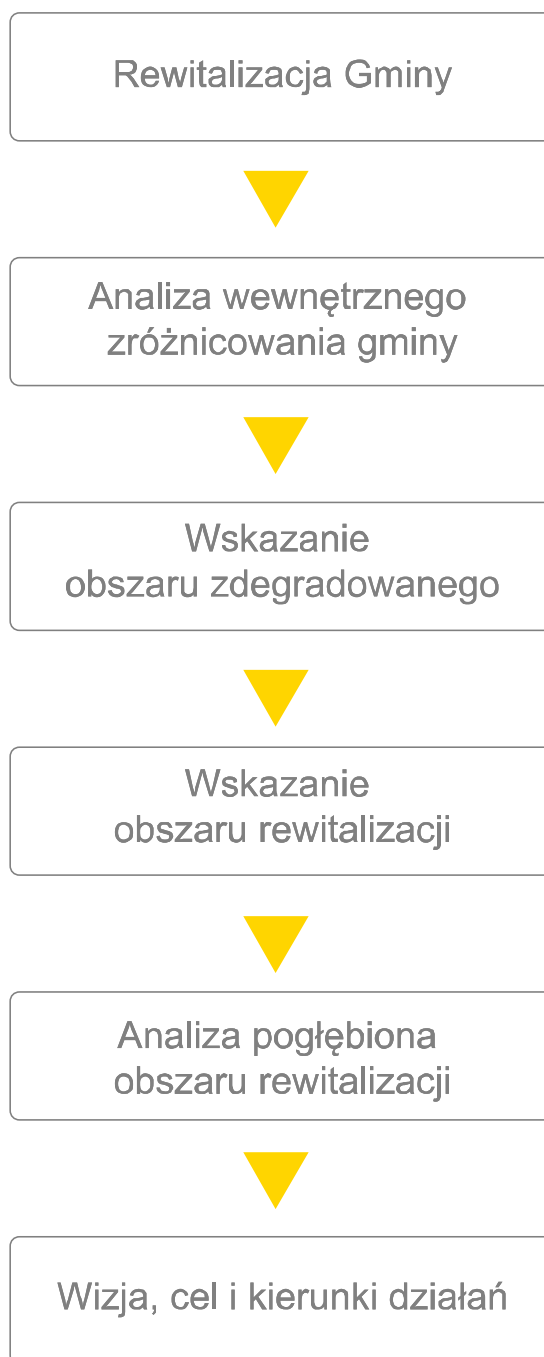 Rewitalizacja Gminy
Analiza wewnętrznego
zróżnicowania gminy
Wskazanie
obszaru zdegradowanego
Wskazanie
obszaru rewitalizacji
Analiza pogłębiona
obszaru rewitalizacji
Wizja, cel i kierunki działań